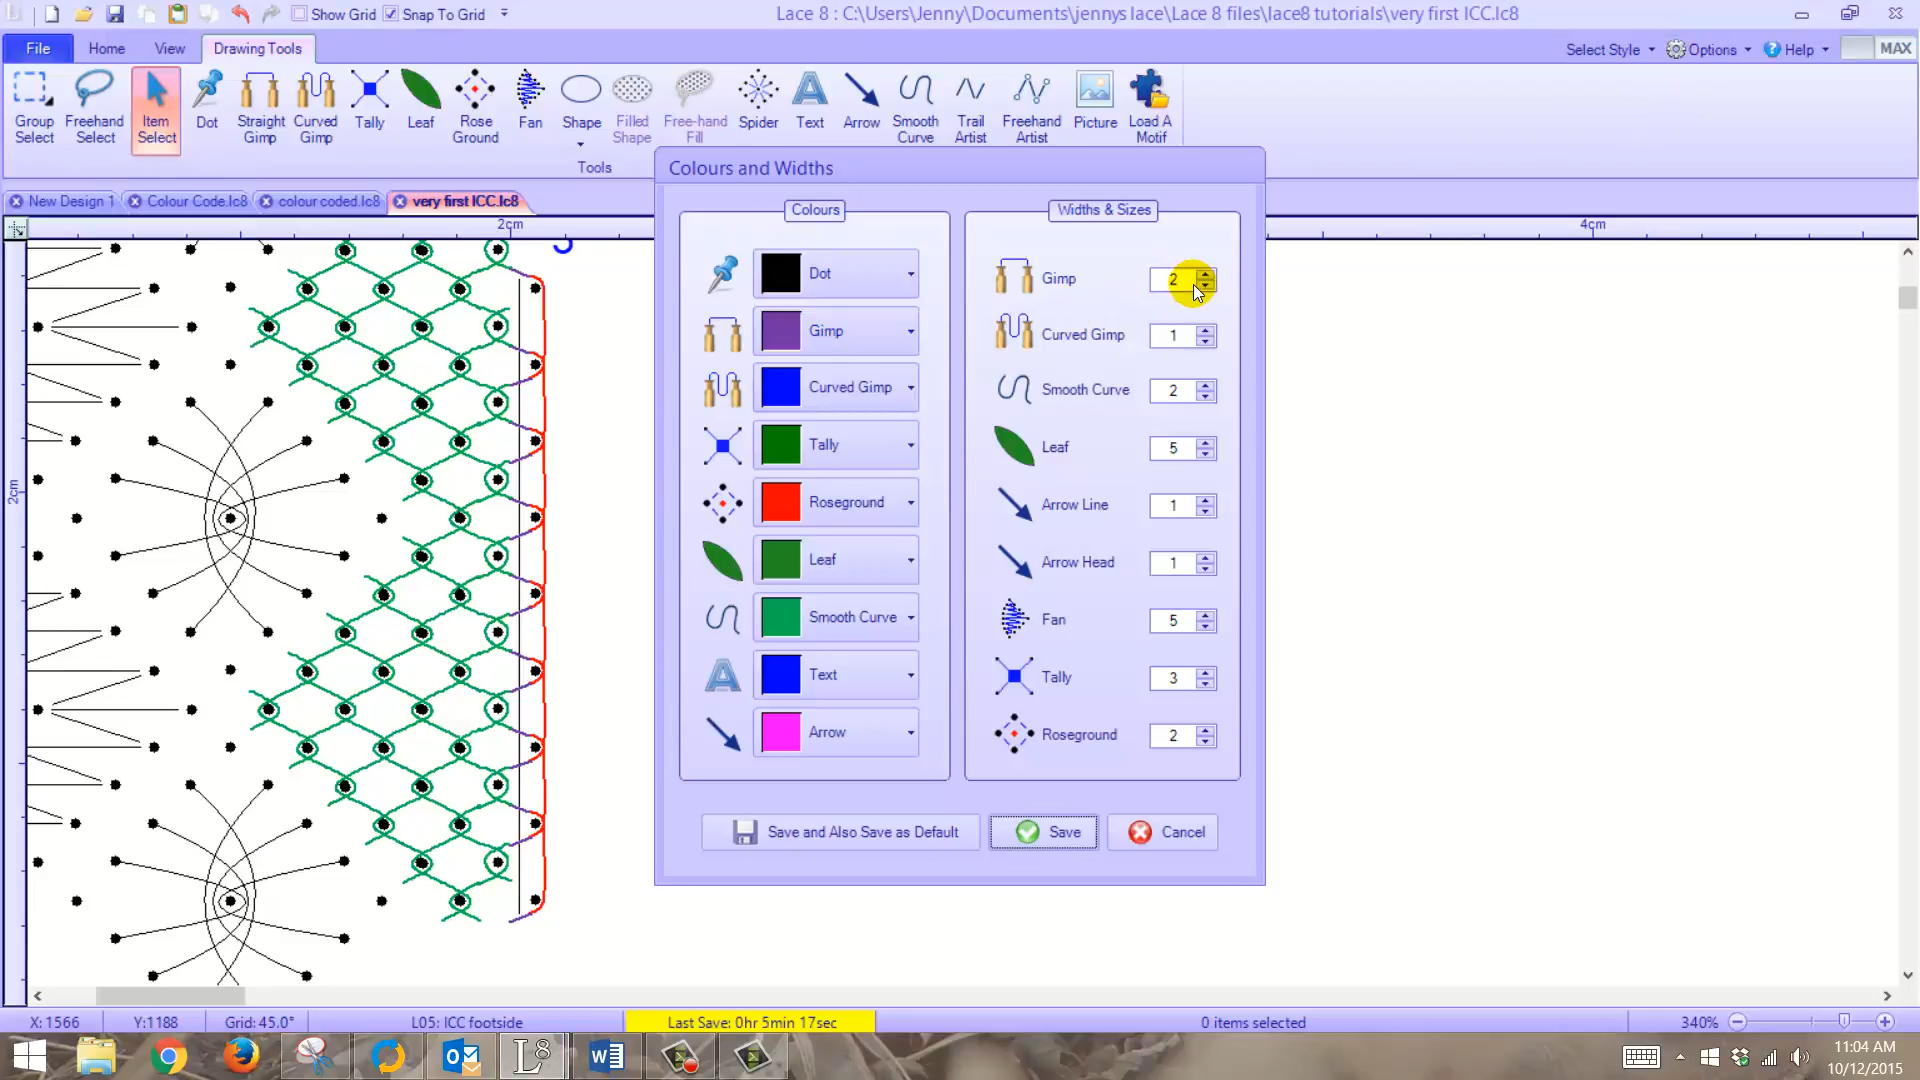 Show Grid
Snap To Grid
Lace 8 : C:\Users\Jenny\Documents\jennys lace\Lace 8 files\lace8 tutorials\very first ICC.lc8
File
Home
View
Drawing Tools
Select Style
Options
Help
MAX
Group Select
Freehand Select
Item Select
Dot
Straight Gimp
Curved Gimp
Tally
Leaf
Rose Ground
Fan
Shape
Filled Shape
Free-hand Fill
Spider
Text
Arrow
Smooth Curve
Trail Artist
Freehand Artist
Picture
Load A Motif
Tools
New Design 1
Colour Code.lc8
colour coded.lc8
very first ICC.lc8
2cm
4cm
2cm
Colours and Widths
Colours
Dot
Gimp
Curved Gimp
Tally
Roseground
Leaf
Smooth Curve
Text
Arrow
Widths & Sizes
Gimp 2
Curved Gimp 1
Smooth Curve 2
Leaf 5
Arrow Line 1
Arrow Head 1
Fan 5
Tally 3
Roseground 2
Save and Also Save as Default
Save
Cancel
X: 1566
Y:1188
Grid: 45.0°
L05: ICC footside
Last Save: 0hr 5min 17sec
0 items selected
340%
11:04 AM
10/12/2015